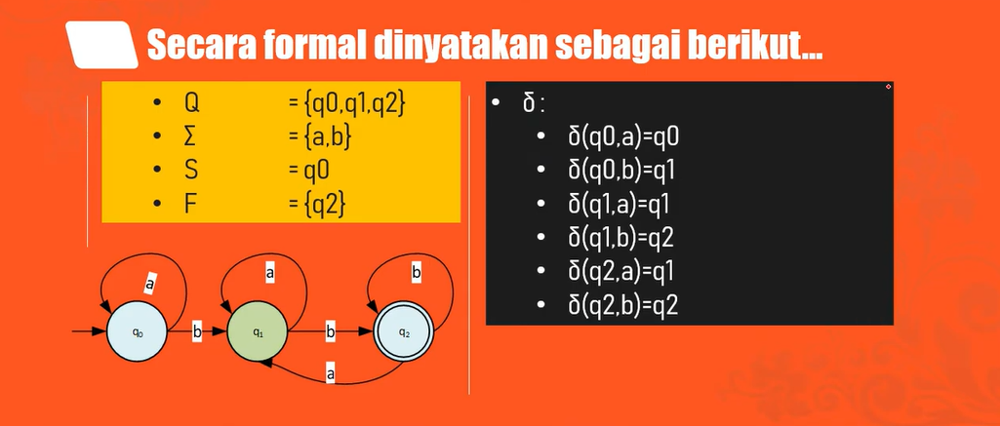 Secara formal dinyatakan sebagai berikut...
• Q = {q0,q1,q2}
• Σ = {a,b}
• S = q0
• F = {q2}
• δ :
• δ(q0,a)=q0
• δ(q0,b)=q1
• δ(q1,a)=q1
• δ(q1,b)=q2
• δ(q2,a)=q1
• δ(q2,b)=q2
a a b
q₀ b q₁ b q₂
a